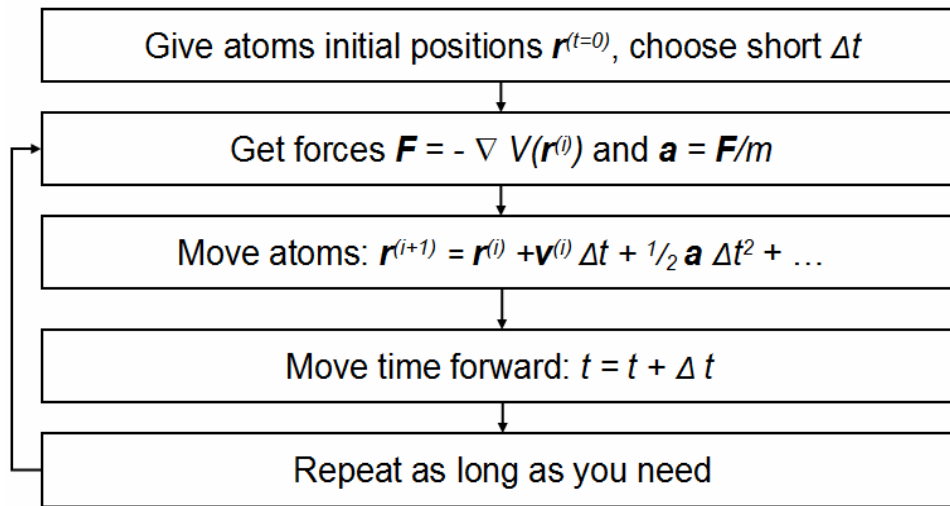 Give atoms initial positions r⁽ᵗ⁼⁰⁾, choose short Δt
Get forces F = - ∇ V(r⁽ⁱ⁾) and a = F/m
Move atoms: r⁽ⁱ⁺¹⁾ = r⁽ⁱ⁾ +v⁽ⁱ⁾ Δt + ¹/₂ a Δt² + …
Move time forward: t = t + Δ t
Repeat as long as you need